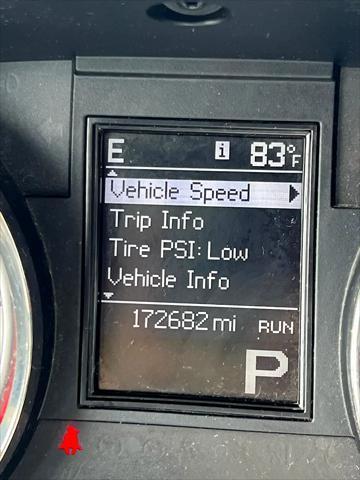 E i 83°F
Vehicle Speed
Trip Info
Tire PSI: Low
Vehicle Info
172682 mi RUN
P